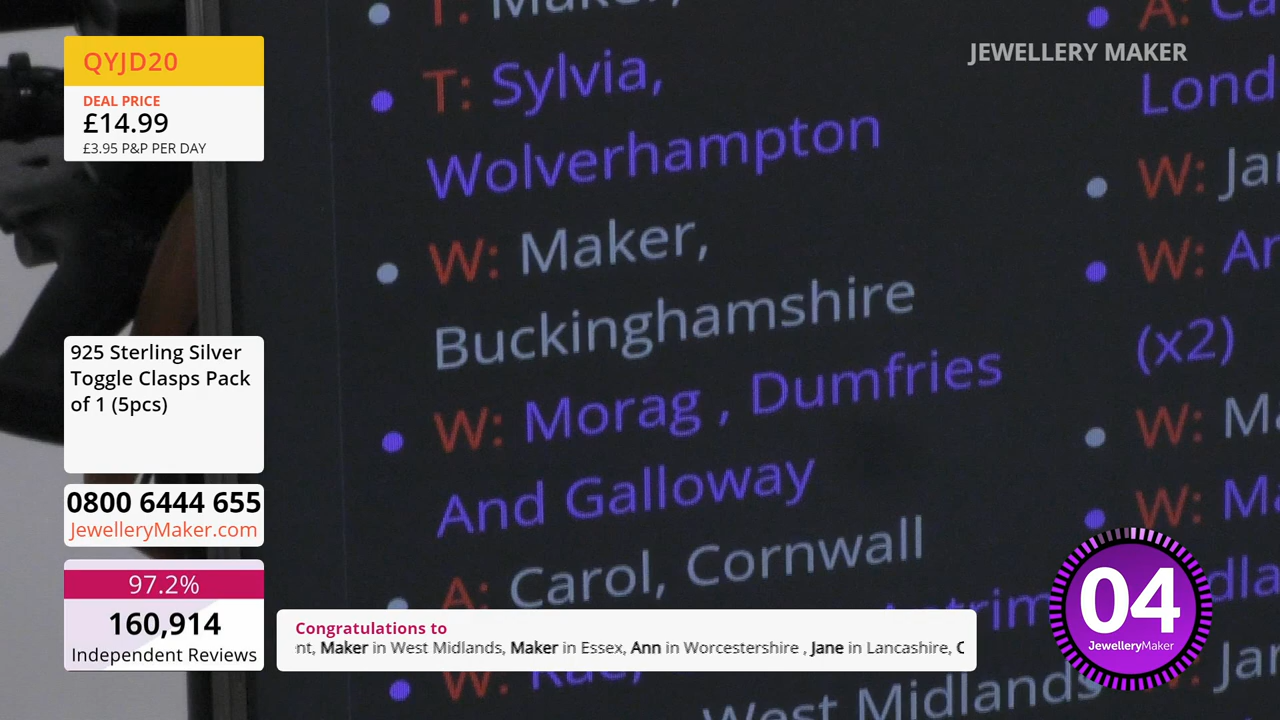 QYJD20
DEAL PRICE
£14.99
£3.95 P&P PER DAY
925 Sterling Silver
Toggle Clasps Pack
of 1 (5pcs)
0800 6444 655
JewelleryMaker.com
97.2%
160,914
Independent Reviews
T: Maker,
T: Sylvia,
Wolverhampton
W: Maker,
Buckinghamshire
W: Morag , Dumfries
And Galloway
A: Carol, Cornwall
Antrim
W: Rae,
West Midlands
JEWELLERY MAKER
A:
W:
W:
(x2)
W:
W:
Congratulations to
Maker in West Midlands, Maker in Essex, Ann in Worcestershire , Jane in Lancashire,
04
JewelleryMaker